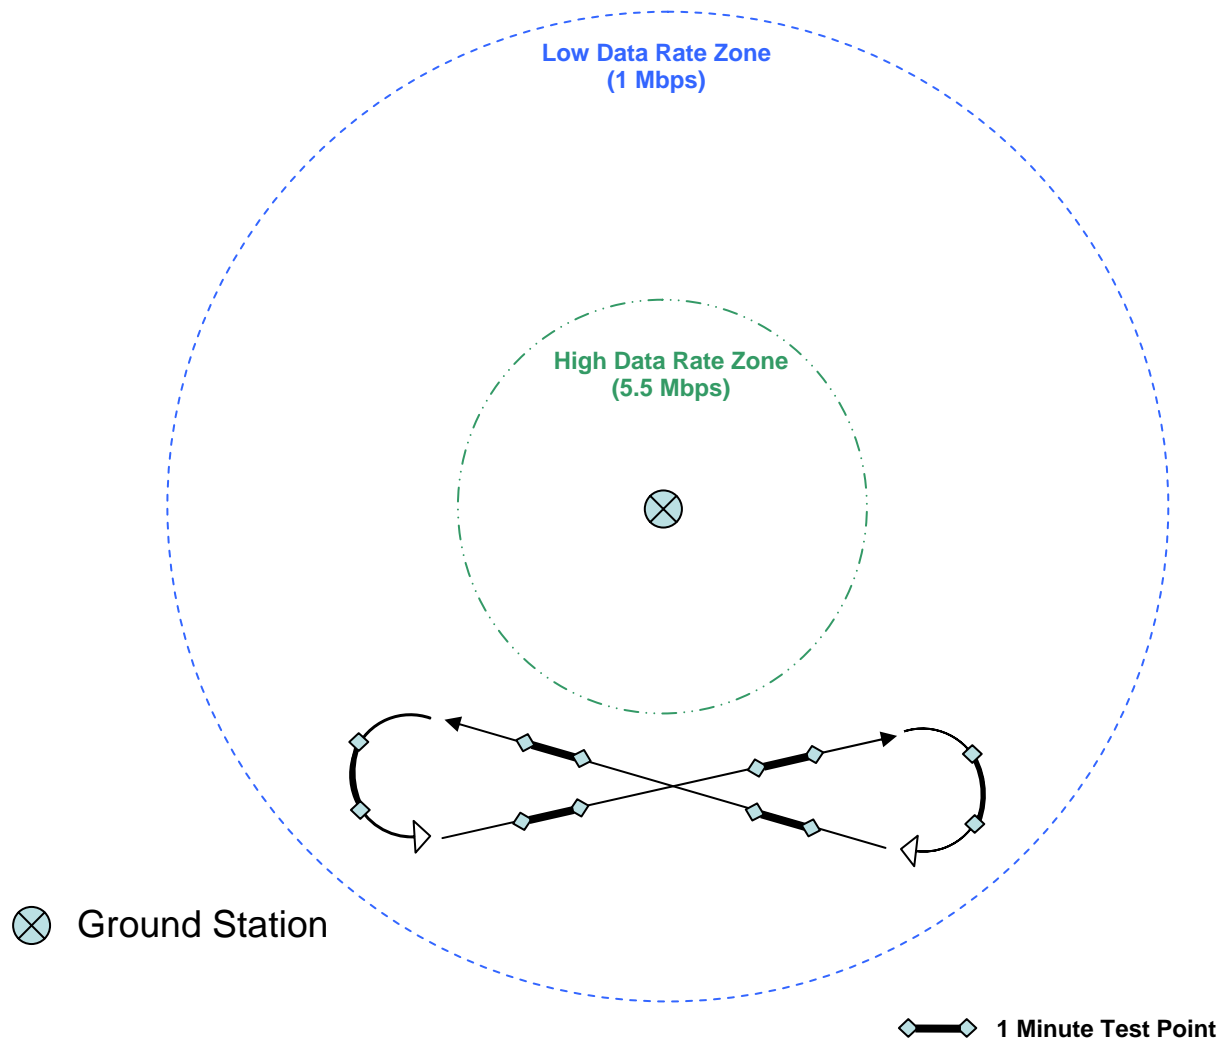 Low Data Rate Zone
(1 Mbps)
High Data Rate Zone
(5.5 Mbps)
Ground Station
1 Minute Test Point